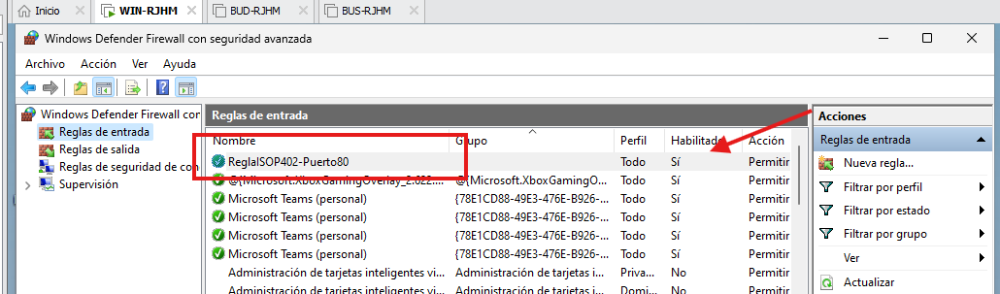 Inicio WIN-RJHM BUD-RJHM BUS-RJHM
Windows Defender Firewall con seguridad avanzada
Archivo Acción Ver Ayuda
Windows Defender Firewall con
Reglas de entrada
Reglas de salida
Reglas de seguridad de con
Supervisión
Reglas de entrada
Nombre Grupo Perfil Habilitado Acción
ReglaISOP402-Puerto80 Todo Sí Permitir
@{Microsoft.XboxGamingOverlay_2.622.... @{Microsoft.XboxGamingO... Todo Sí Permitir
Microsoft Teams (personal) {78E1CD88-49E3-476E-B926-... Todo Sí Permitir
Microsoft Teams (personal) {78E1CD88-49E3-476E-B926-... Todo Sí Permitir
Microsoft Teams (personal) {78E1CD88-49E3-476E-B926-... Todo Sí Permitir
Microsoft Teams (personal) {78E1CD88-49E3-476E-B926-... Todo Sí Permitir
Administración de tarjetas inteligentes vi... Administración de tarjetas i... Priva... No Permitir
Administración de tarjetas inteligentes vi... Administración de tarjetas i... Domi... No Permitir
Acciones
Reglas de entrada
Nueva regla...
Filtrar por perfil
Filtrar por estado
Filtrar por grupo
Ver
Actualizar